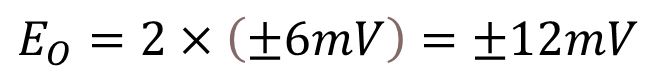 E_O = 2 × (±6mV) = ±12mV